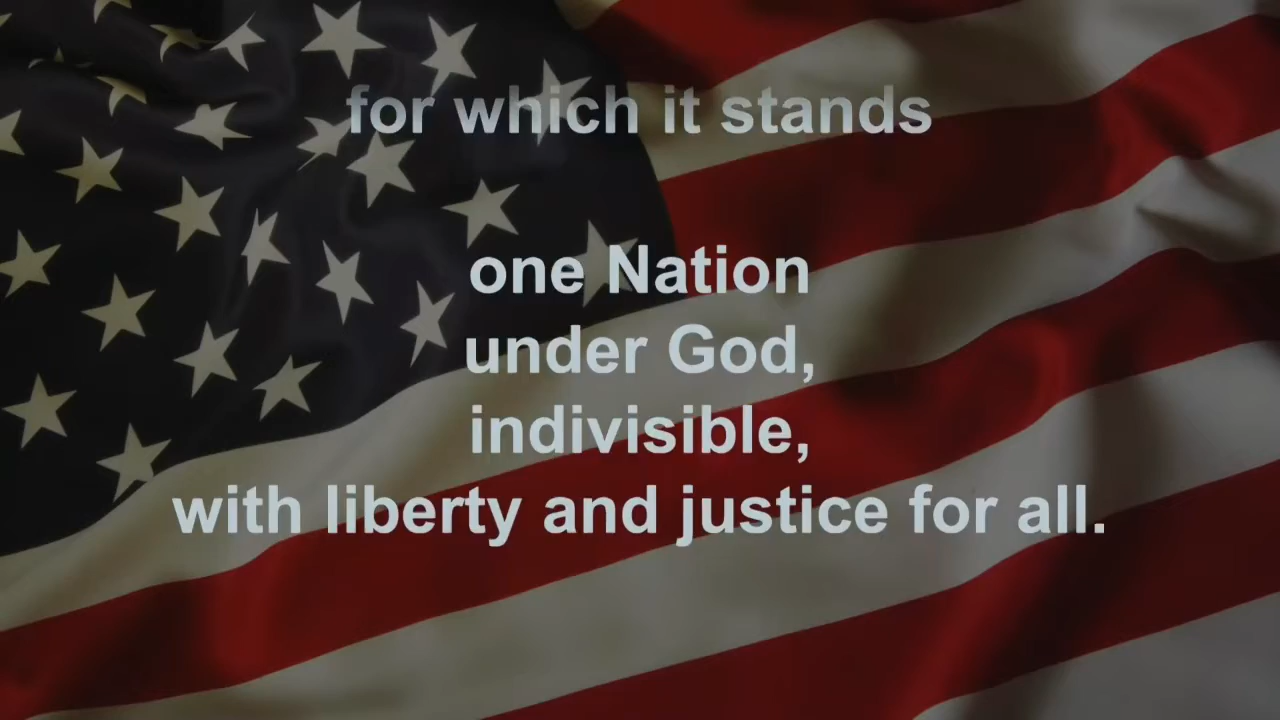 for which it stands
one Nation
under God,
indivisible,
with liberty and justice for all.